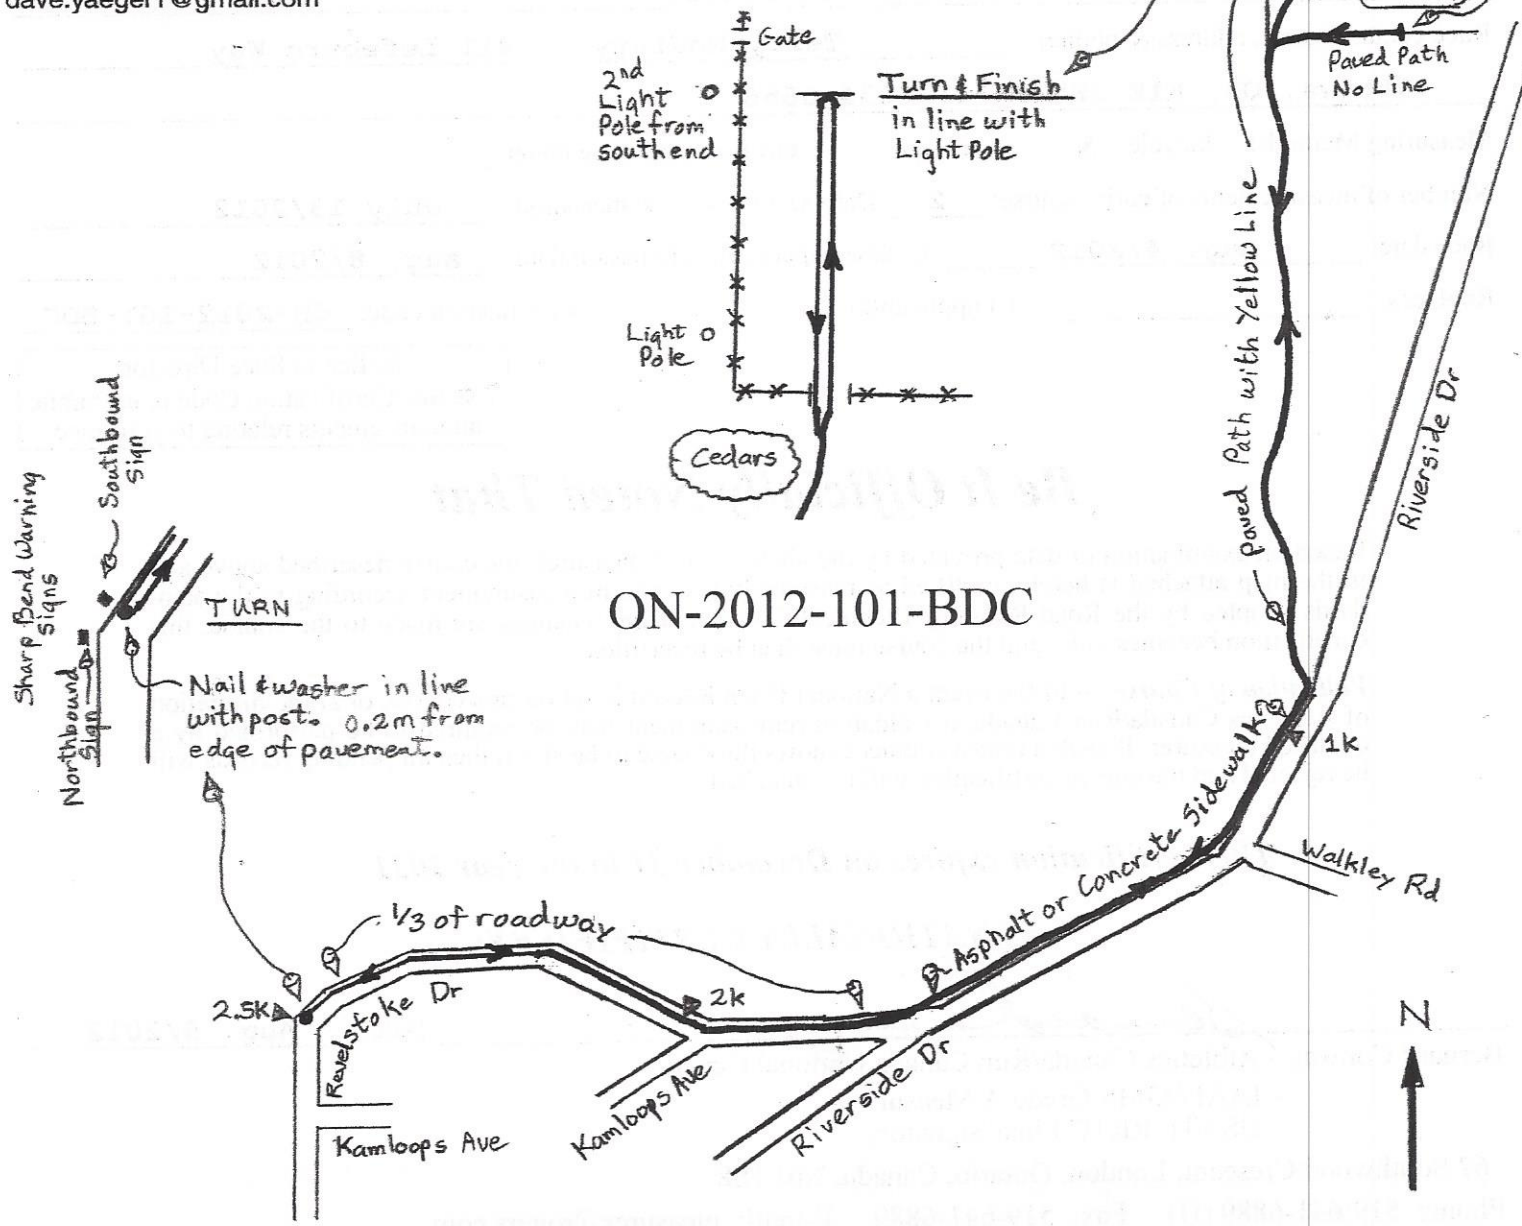 dave.yaeger1@gmail.com
Gate
2nd
Light
Pole from
southend
Turn & Finish
in line with
Light Pole
Paved Path
No Line
Light
Pole
Cedars
Paved Path with Yellow Line
Riverside Dr
Sharp Bend Warning
Signs
Southbound
Sign
Northbound
Sign
TURN
ON-2012-101-BDC
Nail & washer in line
with post. 0.2m from
edge of pavement.
1K
Walkley Rd
Asphalt or Concrete Sidewalk
1/3 of roadway
2.5K
2K
Revelstoke Dr
Kamloops Ave
Kamloops Ave
Riverside Dr
N